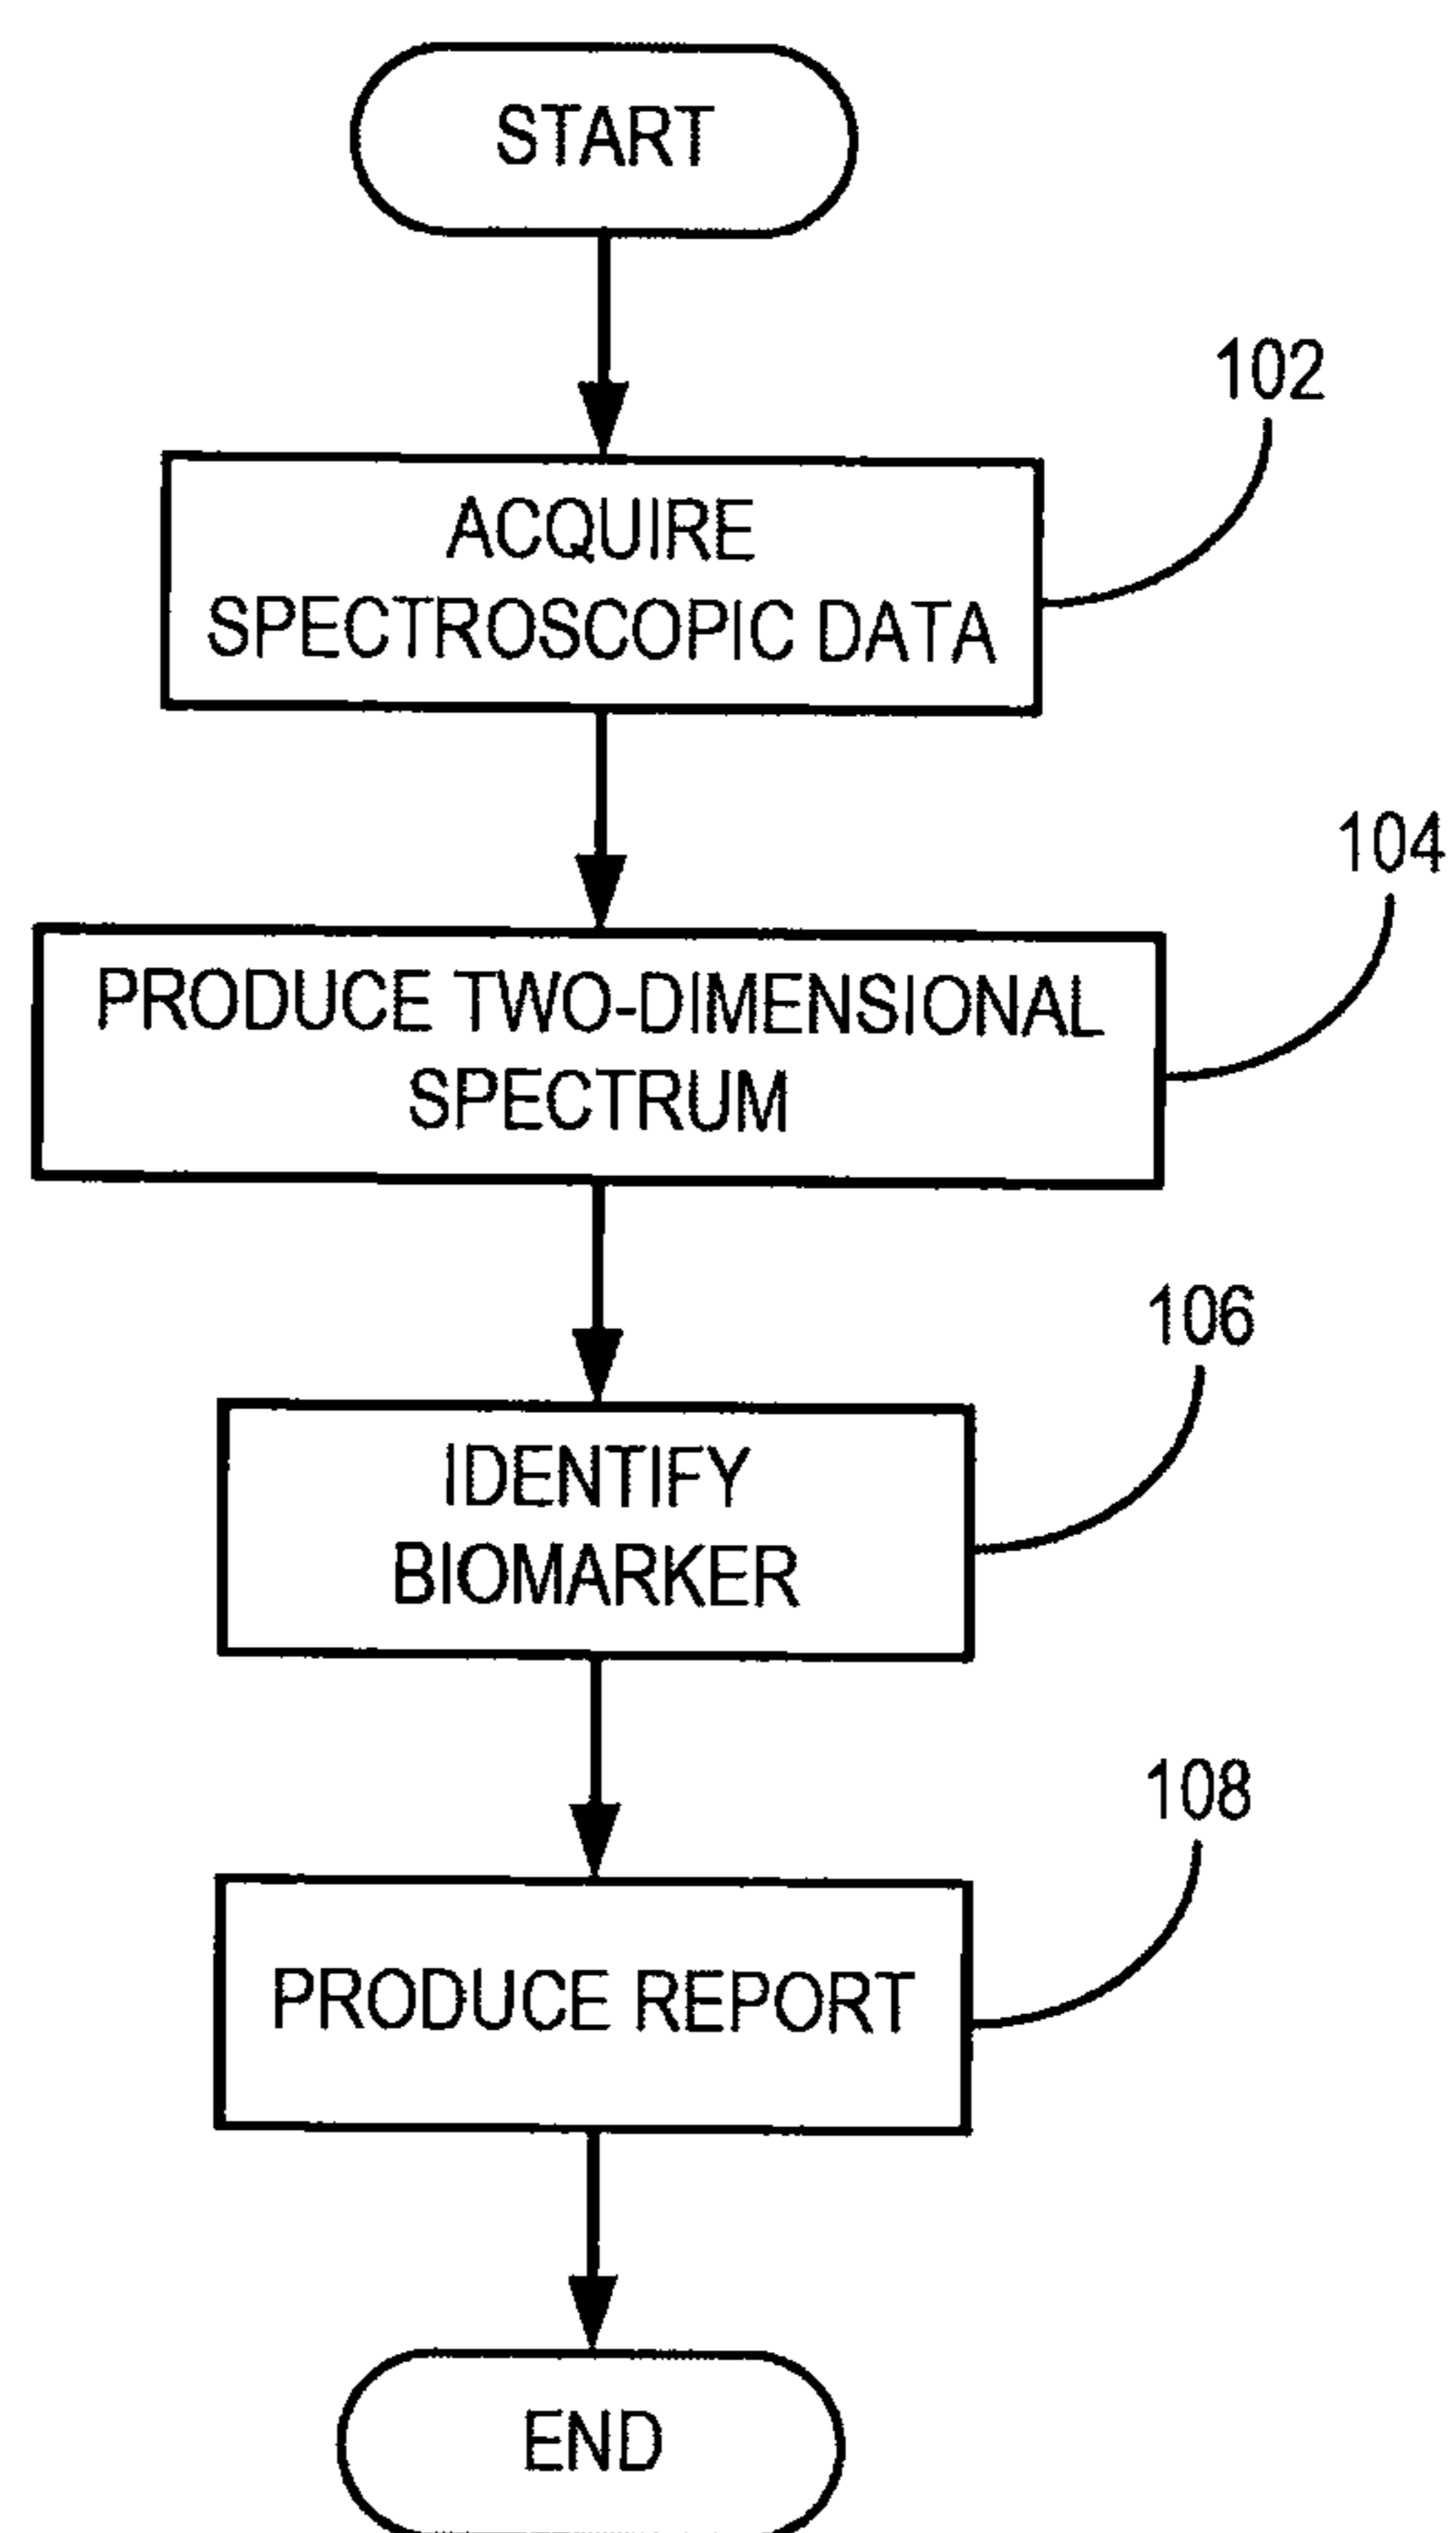 START
102
ACQUIRE
SPECTROSCOPIC DATA
104
PRODUCE TWO-DIMENSIONAL
SPECTRUM
106
IDENTIFY
BIOMARKER
108
PRODUCE REPORT
END